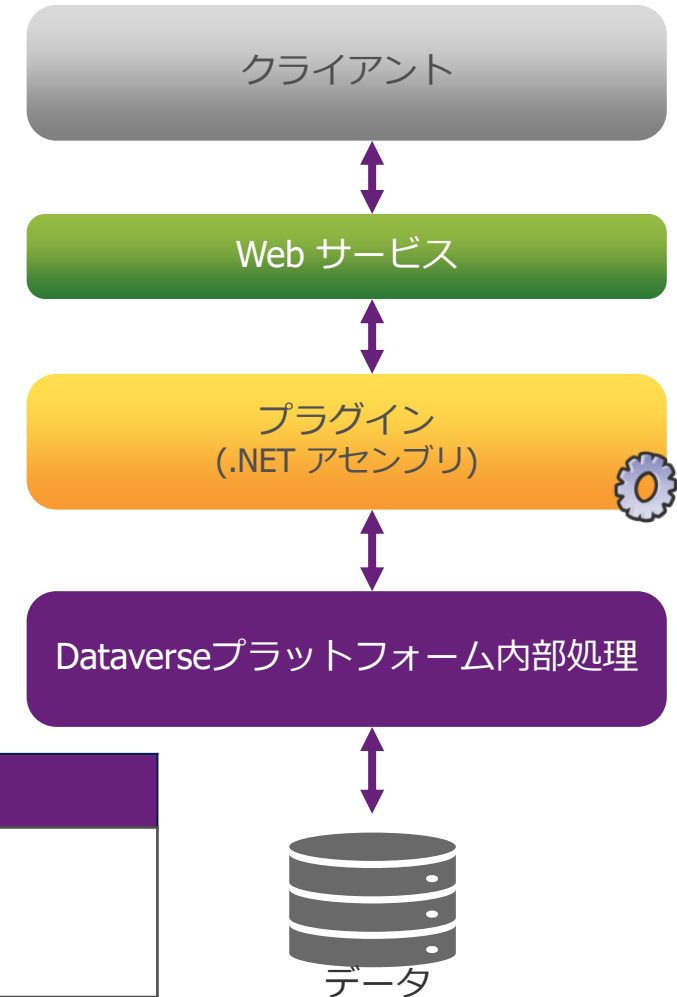 クライアント
Web サービス
プラグイン
(.NET アセンブリ)
Dataverseプラットフォーム内部処理
データ